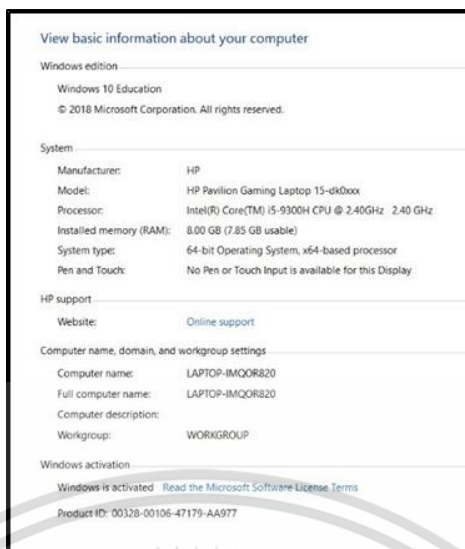 View basic information about your computer
Windows edition
Windows 10 Education
© 2018 Microsoft Corporation. All rights reserved.
System
Manufacturer: HP
Model: HP Pavilion Gaming Laptop 15-dk0xxx
Processor: Intel(R) Core(TM) i5-9300H CPU @ 2.40GHz 2.40 GHz
Installed memory (RAM): 8.00 GB (7.85 GB usable)
System type: 64-bit Operating System, x64-based processor
Pen and Touch: No Pen or Touch Input is available for this Display
HP support
Website: Online support
Computer name, domain, and workgroup settings
Computer name: LAPTOP-IMQOR820
Full computer name: LAPTOP-IMQOR820
Computer description:
Workgroup: WORKGROUP
Windows activation
Windows is activated Read the Microsoft Software License Terms
Product ID: 00328-00106-47179-AA977